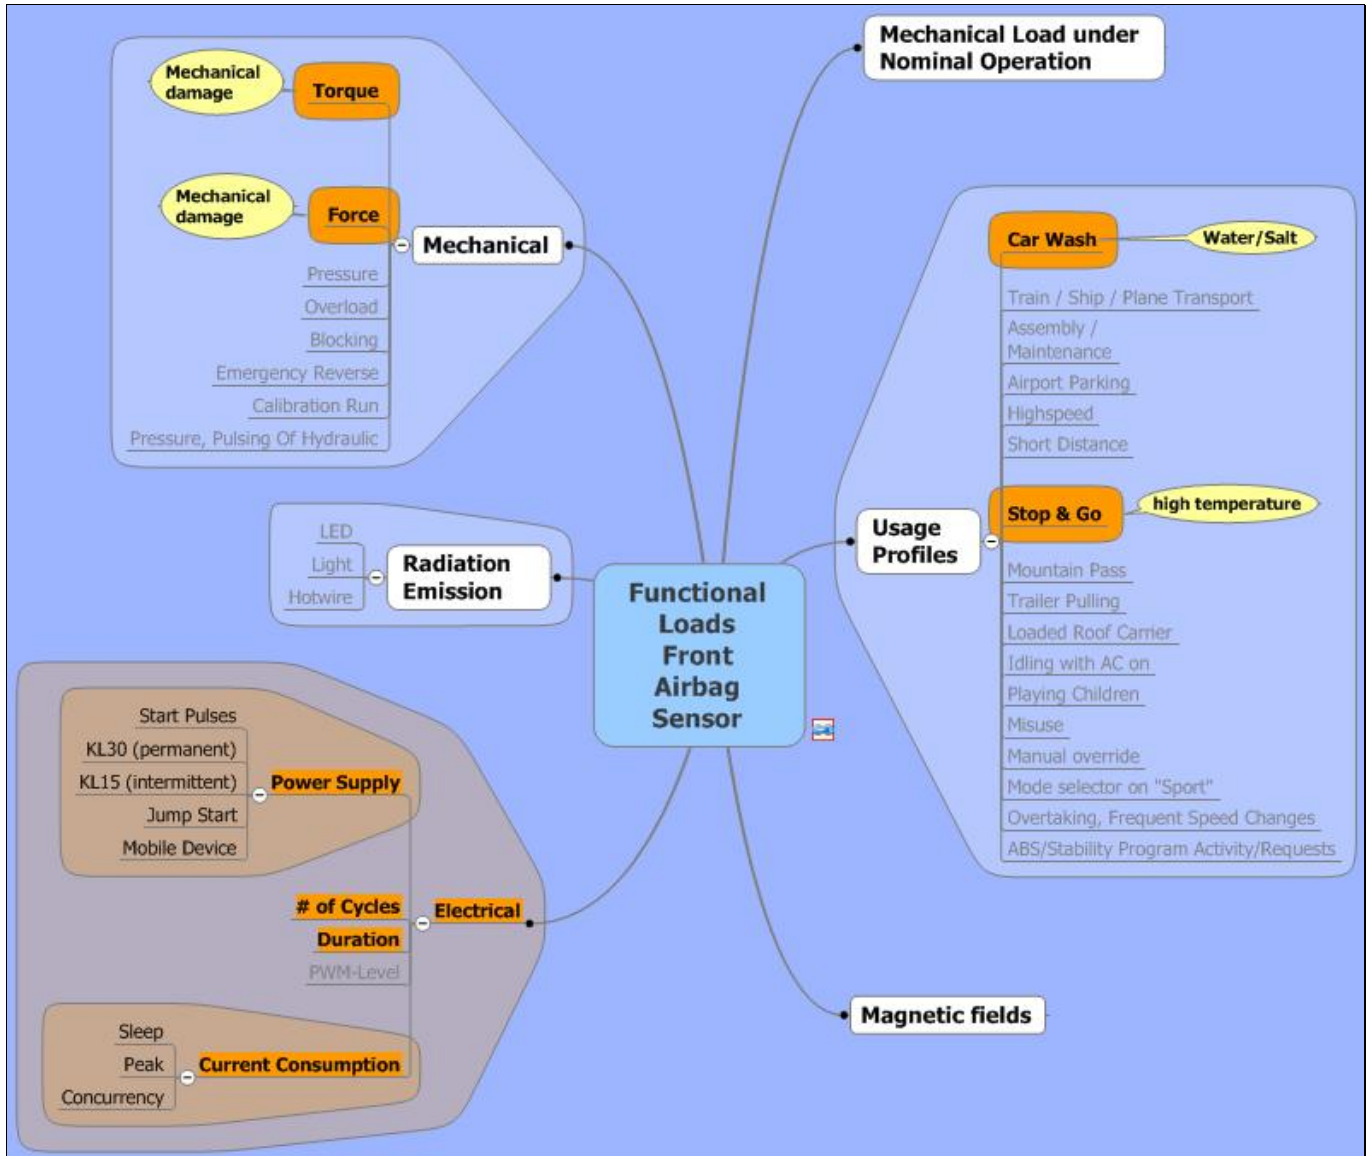 Mechanical Load under
Nominal Operation
Mechanical
damage
Torque
Mechanical
damage
Force
Mechanical
Pressure
Overload
Blocking
Emergency Reverse
Calibration Run
Pressure, Pulsing Of Hydraulic
Car Wash
Water/Salt
Train / Ship / Plane Transport
Assembly /
Maintenance
Airport Parking
Highspeed
Short Distance
Stop & Go
high temperature
Usage
Profiles
Mountain Pass
Trailer Pulling
Loaded Roof Carrier
Idling with AC on
Playing Children
Misuse
Manual override
Mode selector on "Sport"
Overtaking, Frequent Speed Changes
ABS/Stability Program Activity/Requests
LED
Light
Hotwire
Radiation
Emission
Functional
Loads
Front
Airbag
Sensor
Start Pulses
KL30 (permanent)
KL15 (intermittent)
Jump Start
Mobile Device
Power Supply
# of Cycles
Duration
PWM-Level
Electrical
Sleep
Peak
Concurrency
Current Consumption
Magnetic fields